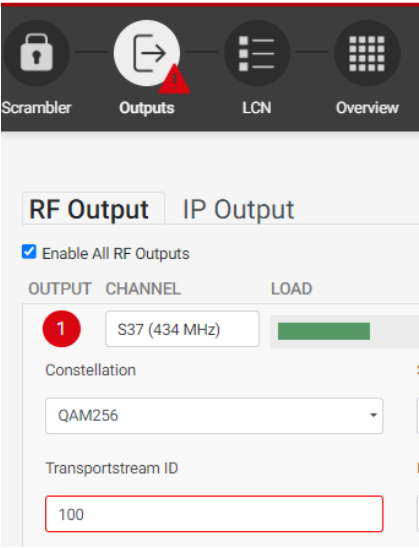 Scrambler Outputs LCN Overview
RF Output IP Output
Enable All RF Outputs
OUTPUT CHANNEL LOAD
1 S37 (434 MHz)
Constellation
QAM256
Transportstream ID
100